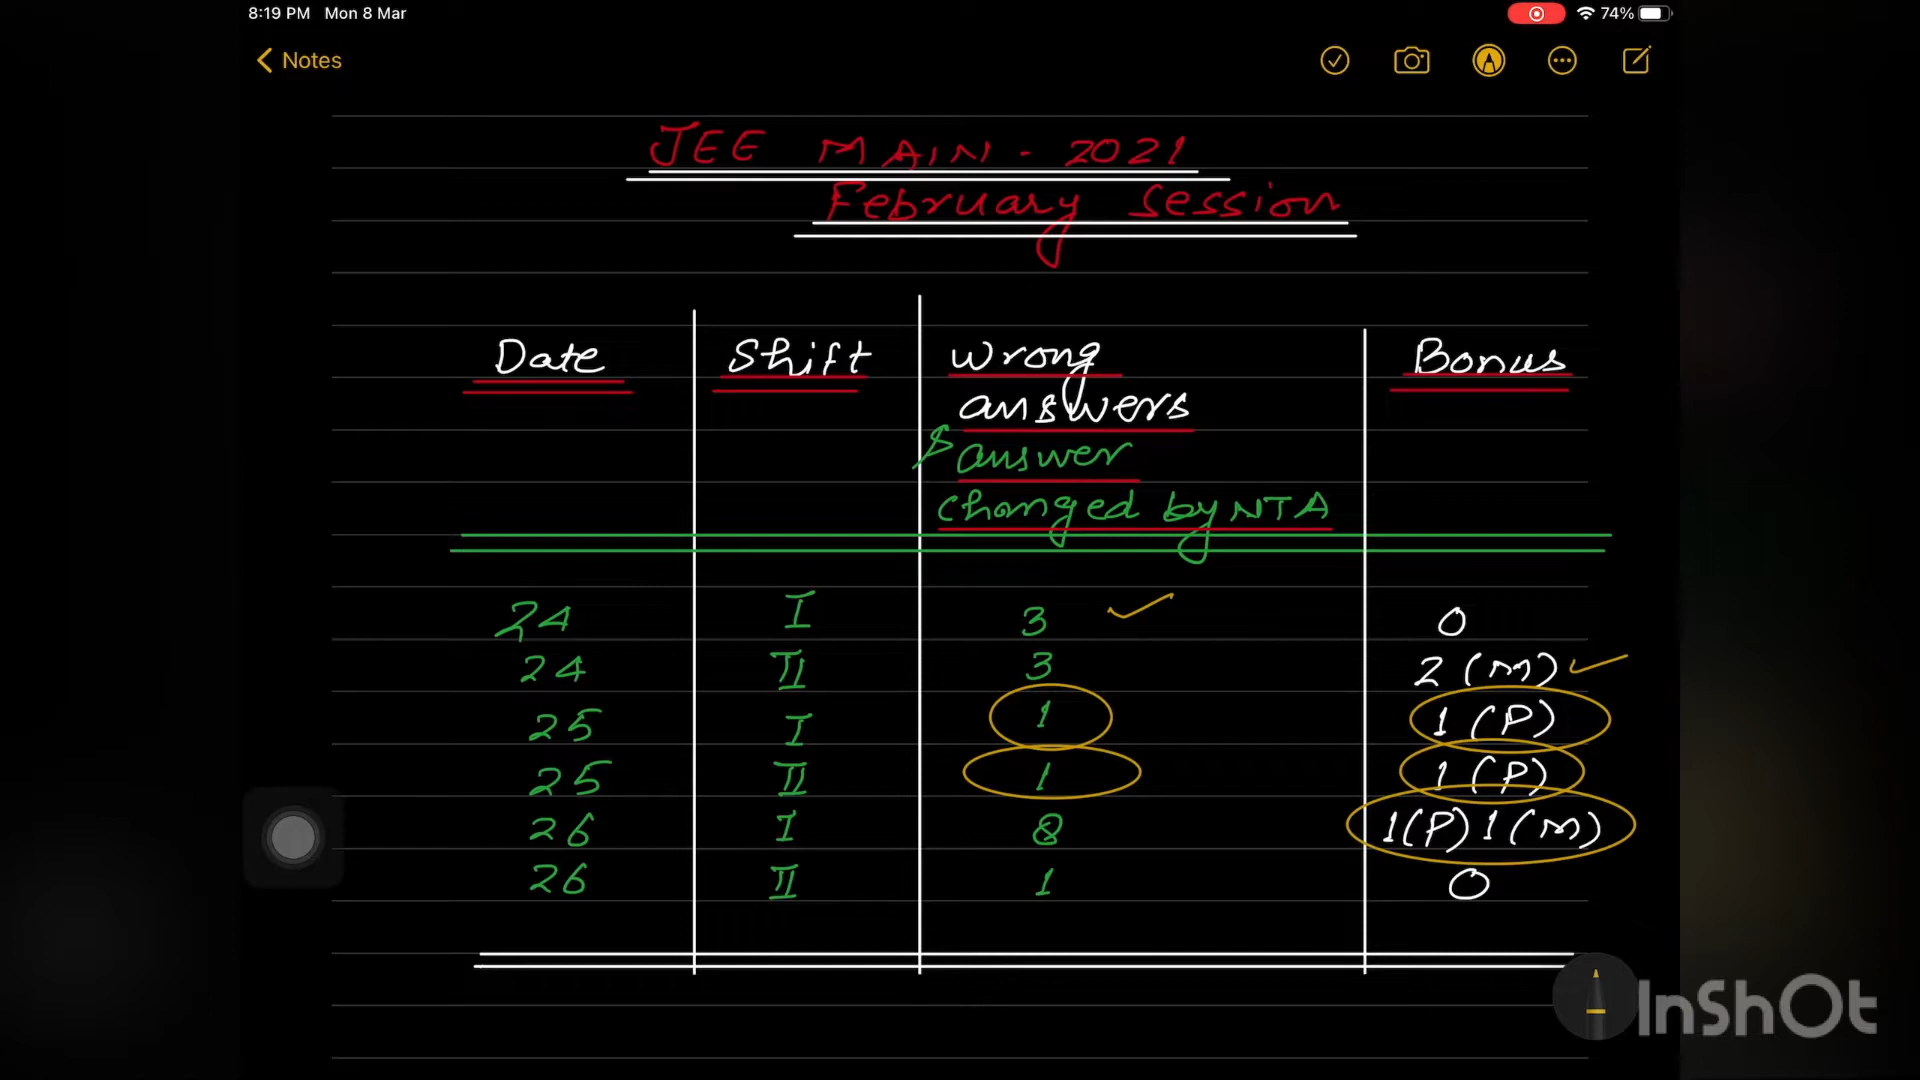 8:19 PM Mon 8 Mar 74%
Notes
JEE MAIN - 2021
February Session
Date Shift Wrong answers Bonus
& answer
changed by NTA
24 I 3 0
24 II 3 2 (M)
25 I 1 1 (P)
25 II 1 1 (P)
26 I 8 1(P) 1(M)
26 II 1 0
InShOt